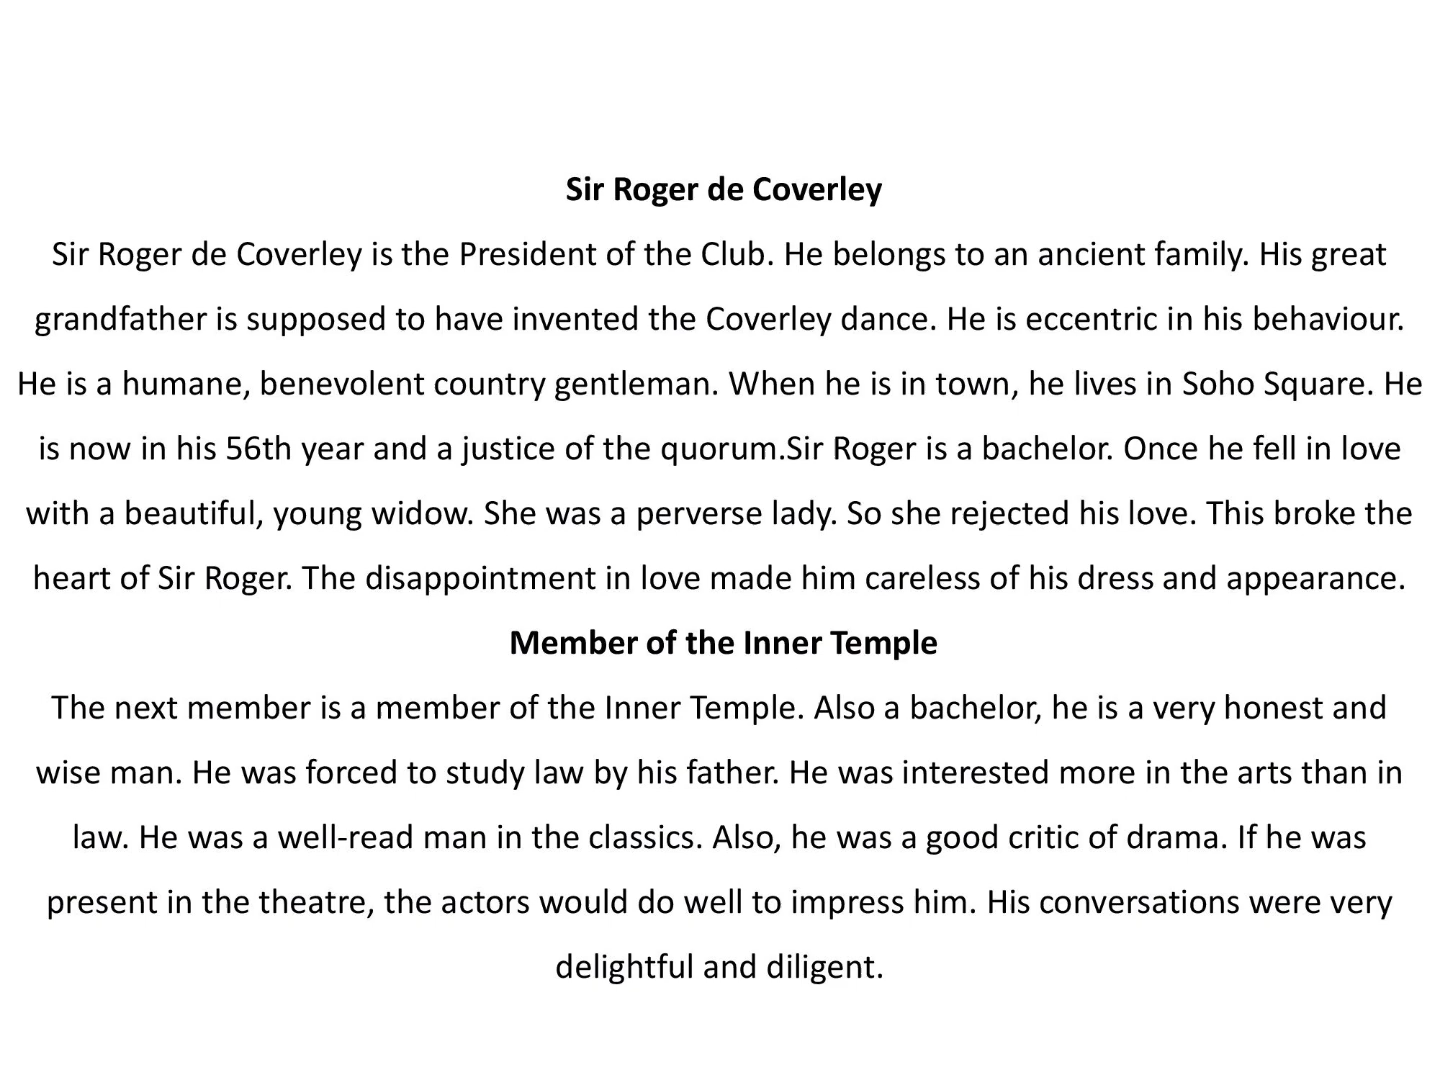 Sir Roger de Coverley
Sir Roger de Coverley is the President of the Club. He belongs to an ancient family. His great
grandfather is supposed to have invented the Coverley dance. He is eccentric in his behaviour.
He is a humane, benevolent country gentleman. When he is in town, he lives in Soho Square. He
is now in his 56th year and a justice of the quorum.Sir Roger is a bachelor. Once he fell in love
with a beautiful, young widow. She was a perverse lady. So she rejected his love. This broke the
heart of Sir Roger. The disappointment in love made him careless of his dress and appearance.
Member of the Inner Temple
The next member is a member of the Inner Temple. Also a bachelor, he is a very honest and
wise man. He was forced to study law by his father. He was interested more in the arts than in
law. He was a well-read man in the classics. Also, he was a good critic of drama. If he was
present in the theatre, the actors would do well to impress him. His conversations were very
delightful and diligent.